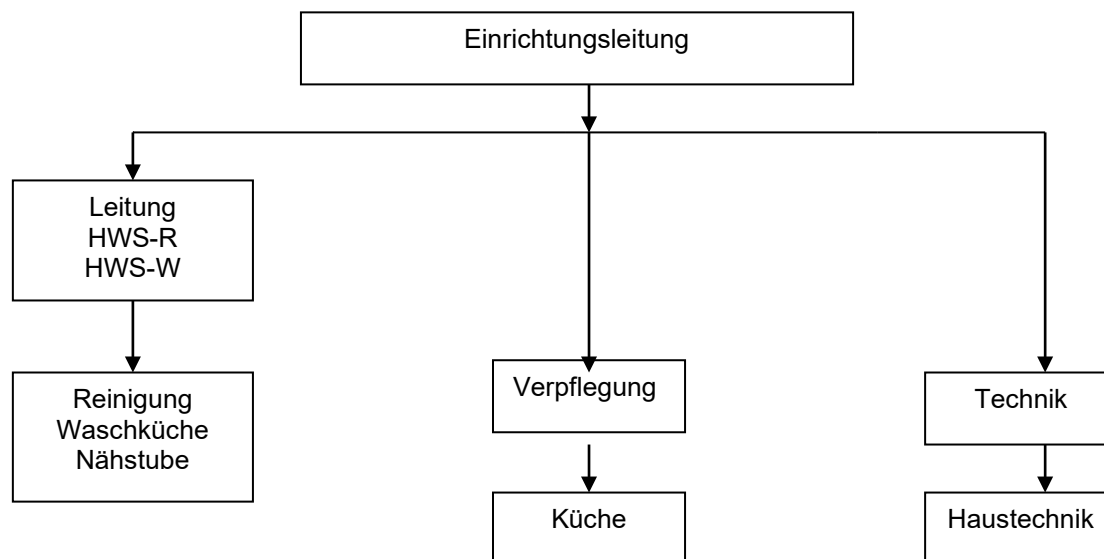 Einrichtungsleitung
Leitung
HWS-R
HWS-W
Reinigung
Waschküche
Nähstube
Verpflegung
Technik
Küche
Haustechnik